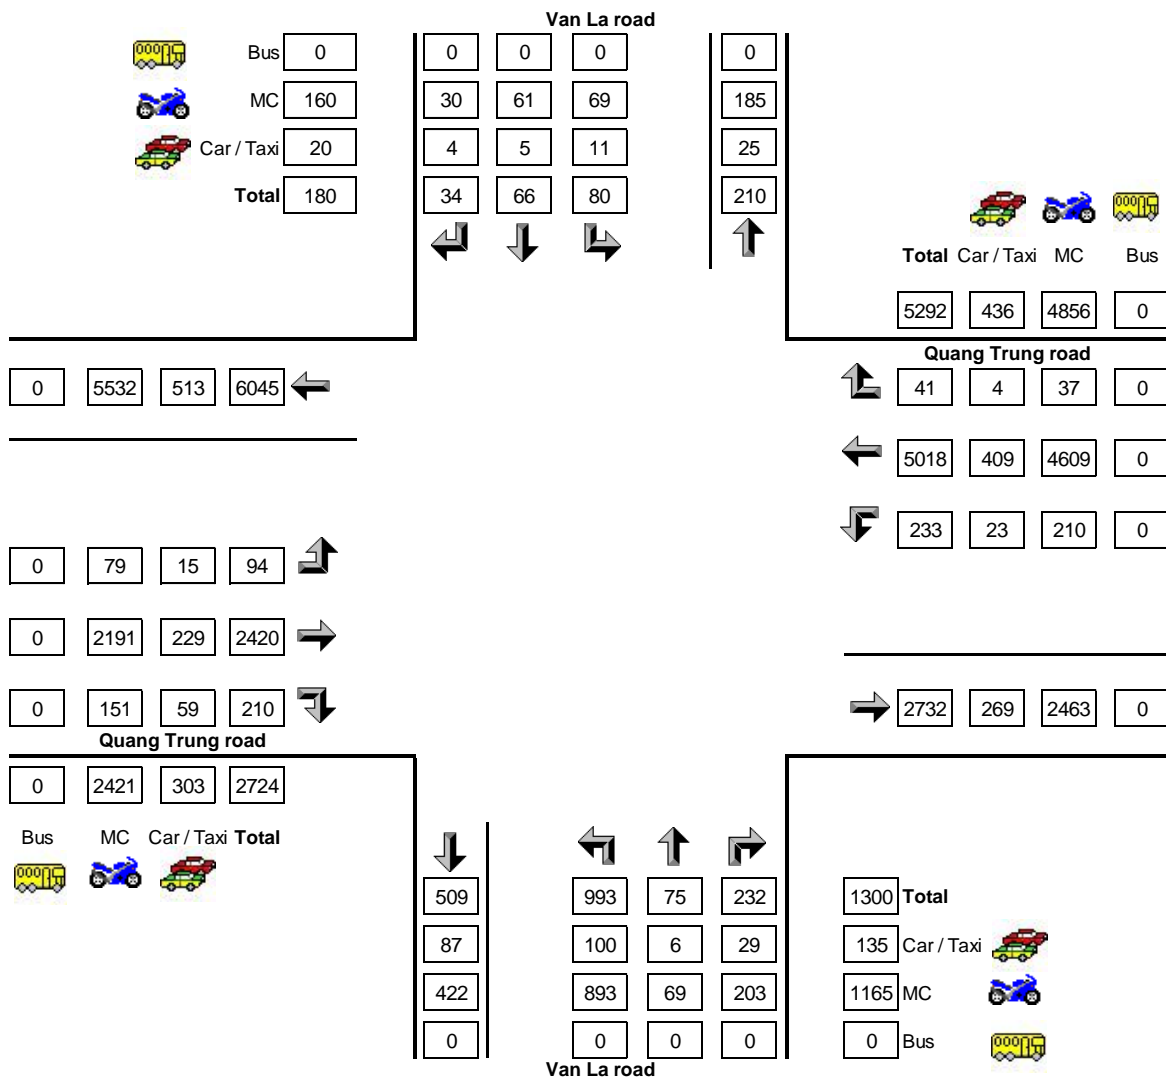 Van La road
Bus 0 0 0 0 0
MC 160 30 61 69 185
Car / Taxi 20 4 5 11 25
Total 180 34 66 80 210
Total Car / Taxi MC Bus
5292 436 4856 0
Quang Trung road
0 5532 513 6045 41 4 37 0
5018 409 4609 0
233 23 210 0
0 79 15 94
0 2191 229 2420
0 151 59 210 2732 269 2463 0
Quang Trung road
0 2421 303 2724
Bus MC Car / Taxi Total
509 993 75 232 1300 Total
87 100 6 29 135 Car / Taxi
422 893 69 203 1165 MC
0 0 0 0 0 Bus
Van La road